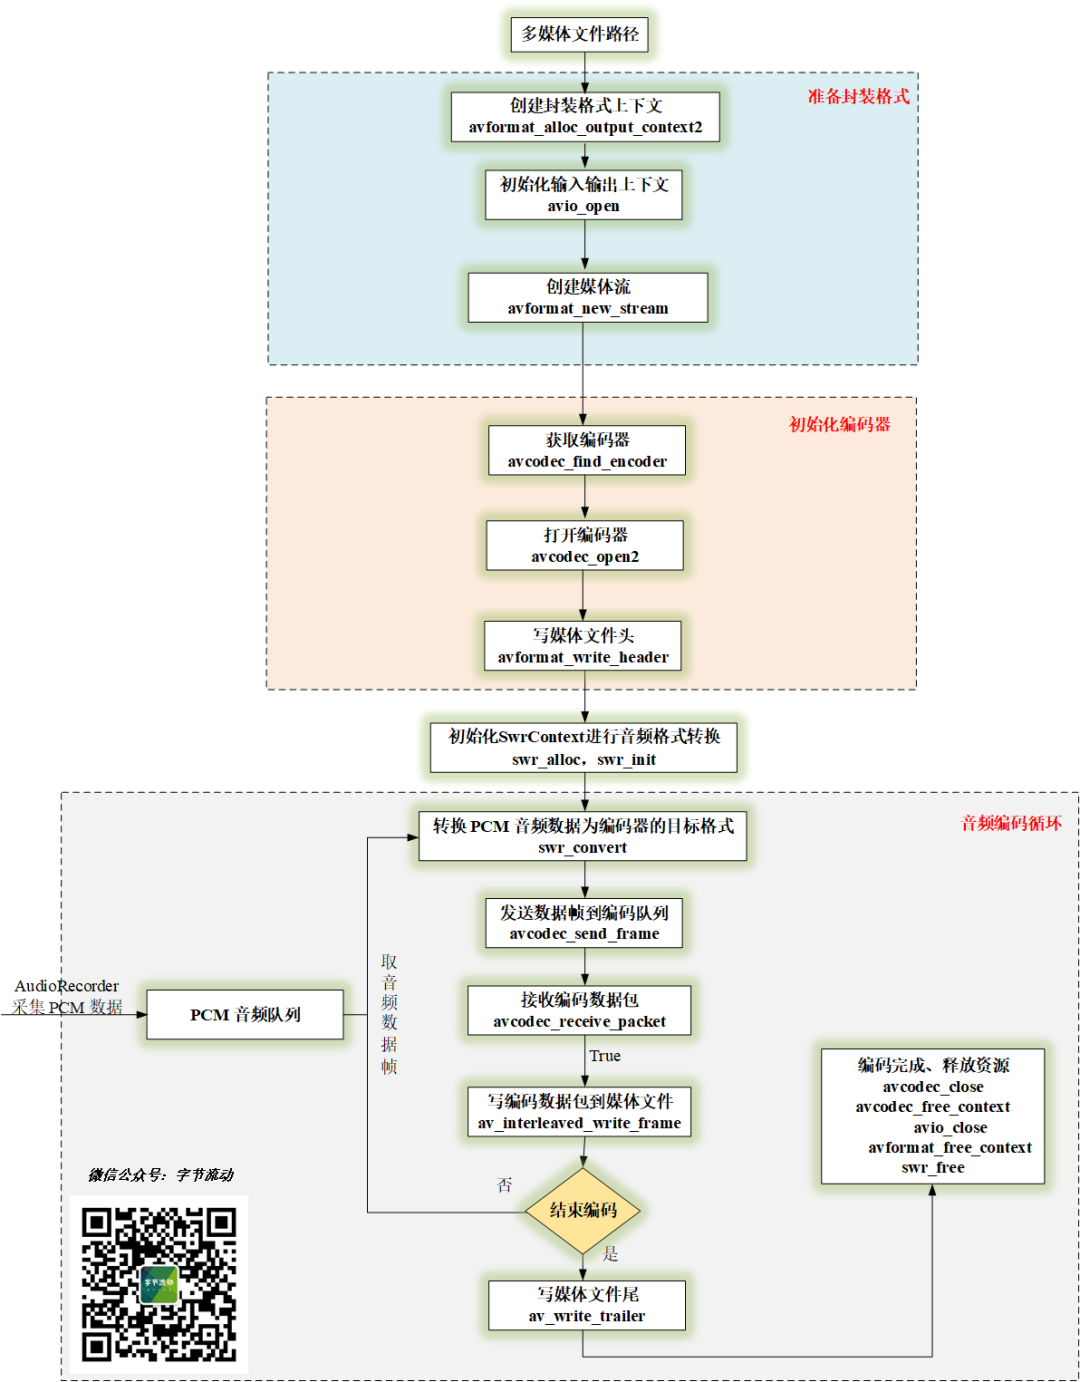 多媒体文件路径
准备封装格式
创建封装格式上下文
avformat_alloc_output_context2
初始化输入输出上下文
avio_open
创建媒体流
avformat_new_stream
初始化编码器
获取编码器
avcodec_find_encoder
打开编码器
avcodec_open2
写媒体文件头
avformat_write_header
初始化SwrContext进行音频格式转换
swr_alloc，swr_init
音频编码循环
转换 PCM 音频数据为编码器的目标格式
swr_convert
发送数据帧到编码队列
avcodec_send_frame
取音频数据帧
AudioRecorder
采集 PCM 数据
PCM 音频队列
接收编码数据包
avcodec_receive_packet
True
写编码数据包到媒体文件
av_interleaved_write_frame
编码完成、释放资源
avcodec_close
avcodec_free_context
avio_close
avformat_free_context
swr_free
否
结束编码
是
写媒体文件尾
av_write_trailer
微信公众号：字节流动
字节流动